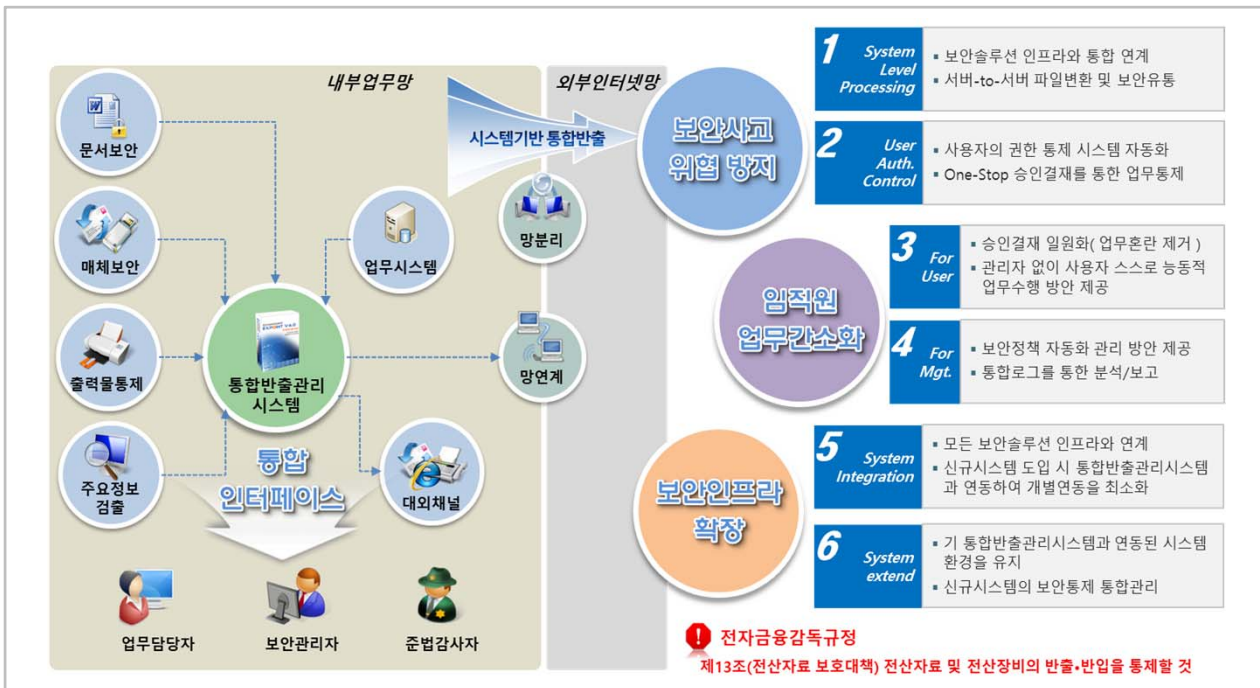 내부업무망
외부인터넷망
문서보안
매체보안
출력물통제
주요정보
검출
업무시스템
통합반출관리
시스템
시스템기반 통합반출
망분리
망연계
대외채널
통합
인터페이스
업무담당자
보안관리자
준법감사자
보안사고
위협 방지
임직원
업무간소화
보안인프라
확장
1 System
Level
Processing
▪ 보안솔루션 인프라와 통합 연계
▪ 서버-to-서버 파일변환 및 보안유통
2 User
Auth.
Control
▪ 사용자의 권한 통제 시스템 자동화
▪ One-Stop 승인결재를 통한 업무통제
3 For
User
▪ 승인결재 일원화( 업무혼란 제거 )
▪ 관리자 없이 사용자 스스로 능동적
업무수행 방안 제공
4 For
Mgt.
▪ 보안정책 자동화 관리 방안 제공
▪ 통합로그를 통한 분석/보고
5 System
Integration
▪ 모든 보안솔루션 인프라와 연계
▪ 신규시스템 도입 시 통합반출관리시스템
과 연동하여 개별연동을 최소화
6 System
extend
▪ 기 통합반출관리시스템과 연동된 시스템
환경을 유지
▪ 신규시스템의 보안통제 통합관리
전자금융감독규정
제13조(전산자료 보호대책) 전산자료 및 전산장비의 반출•반입을 통제할 것